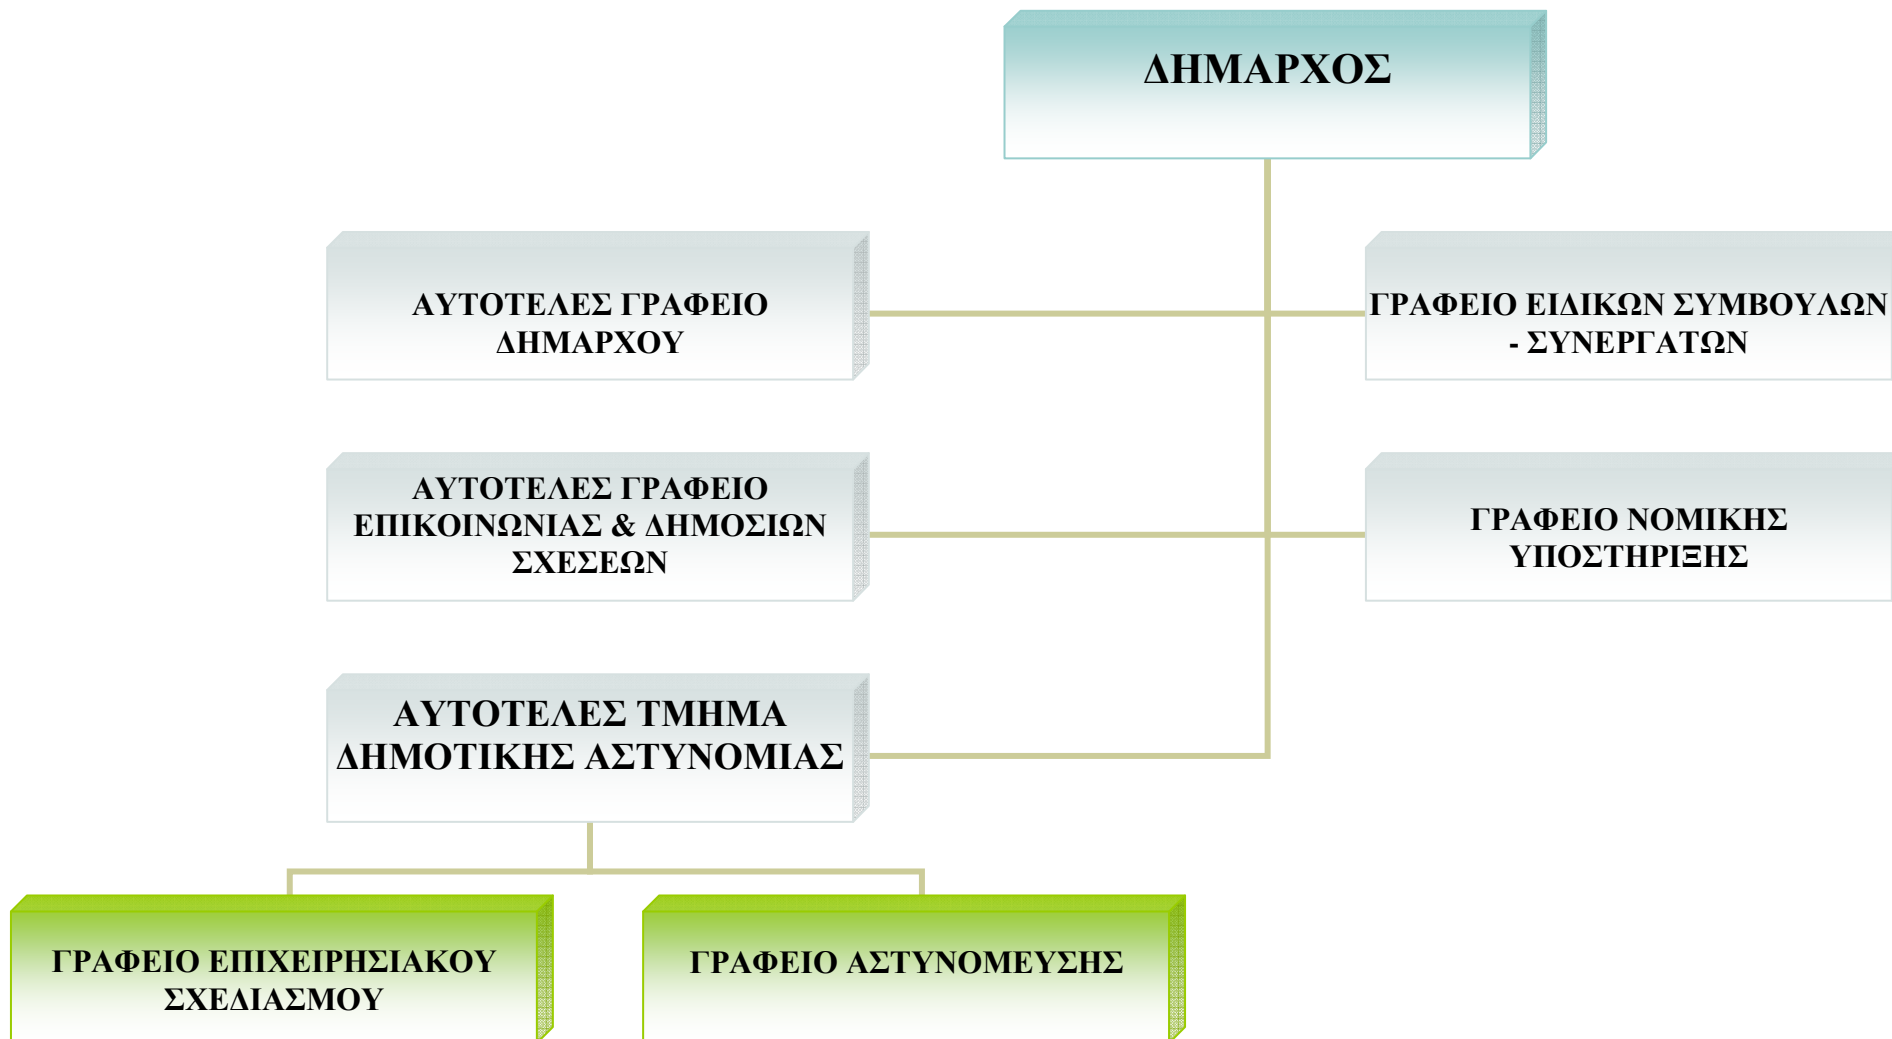 ΔΗΜΑΡΧΟΣ
ΑΥΤΟΤΕΛΕΣ ΓΡΑΦΕΙΟ
ΔΗΜΑΡΧΟΥ
ΓΡΑΦΕΙΟ ΕΙΔΙΚΩΝ ΣΥΜΒΟΥΛΩΝ
- ΣΥΝΕΡΓΑΤΩΝ
ΑΥΤΟΤΕΛΕΣ ΓΡΑΦΕΙΟ
ΕΠΙΚΟΙΝΩΝΙΑΣ & ΔΗΜΟΣΙΩΝ
ΣΧΕΣΕΩΝ
ΓΡΑΦΕΙΟ ΝΟΜΙΚΗΣ
ΥΠΟΣΤΗΡΙΞΗΣ
ΑΥΤΟΤΕΛΕΣ ΤΜΗΜΑ
ΔΗΜΟΤΙΚΗΣ ΑΣΤΥΝΟΜΙΑΣ
ΓΡΑΦΕΙΟ ΕΠΙΧΕΙΡΗΣΙΑΚΟΥ
ΣΧΕΔΙΑΣΜΟΥ
ΓΡΑΦΕΙΟ ΑΣΤΥΝΟΜΕΥΣΗΣ